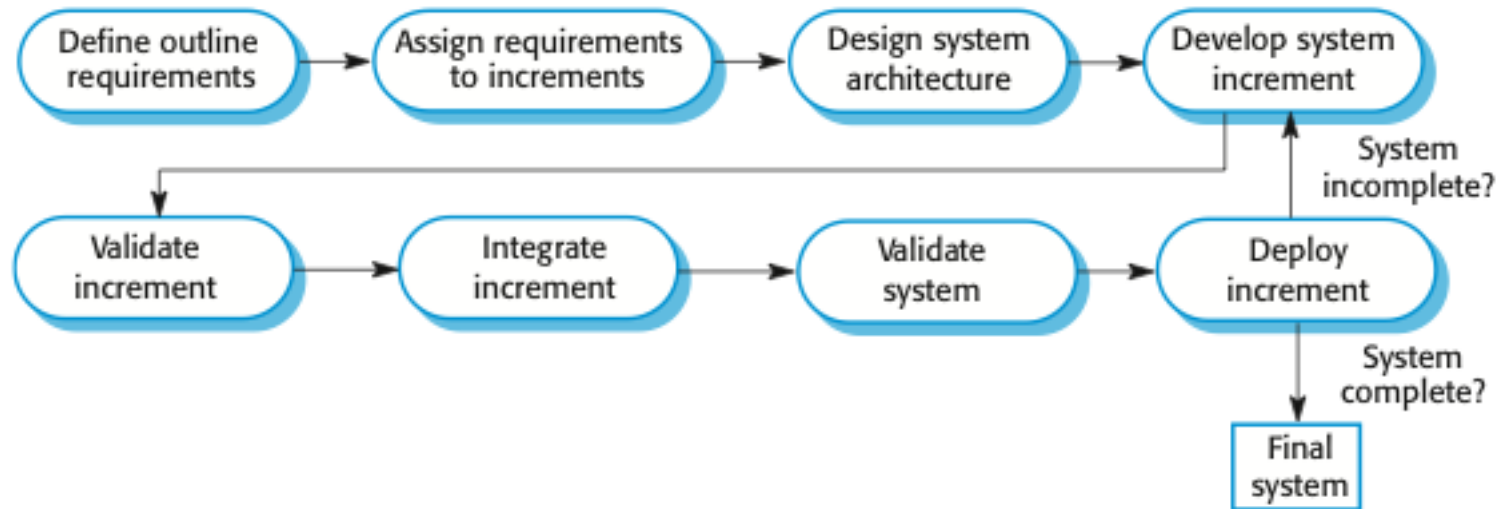 Define outline
requirements
Assign requirements
to increments
Design system
architecture
Develop system
increment
System
incomplete?
Validate
increment
Integrate
increment
Validate
system
Deploy
increment
System
complete?
Final
system